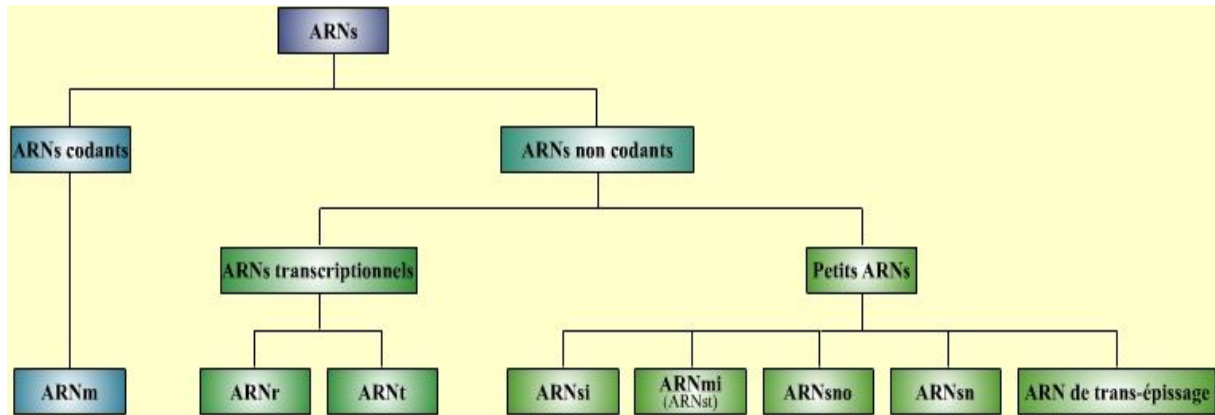 ARNs
ARNs codants
ARNs non codants
ARNs transcriptionnels
Petits ARNs
ARNm
ARNr
ARNt
ARNsi
ARNmi
(ARNst)
ARNsno
ARNsn
ARN de trans-épissage